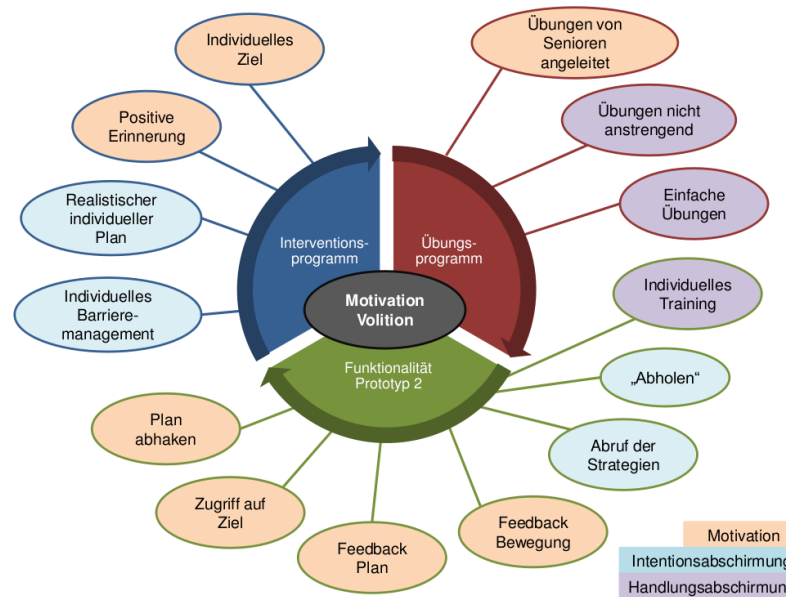 Individuelles
Ziel
Positive
Erinnerung
Realistischer
individueller
Plan
Individuelles
Barriere-
management
Übungen von
Senioren
angeleitet
Übungen nicht
anstrengend
Einfache
Übungen
Individuelles
Training
„Abholen“
Abruf der
Strategien
Feedback
Bewegung
Feedback
Plan
Zugriff auf
Ziel
Plan
abhaken
Interventions-
programm
Übungs-
programm
Motivation
Volition
Funktionalität
Prototyp 2
Motivation
Intentionsabschirmung
Handlungsabschirmun